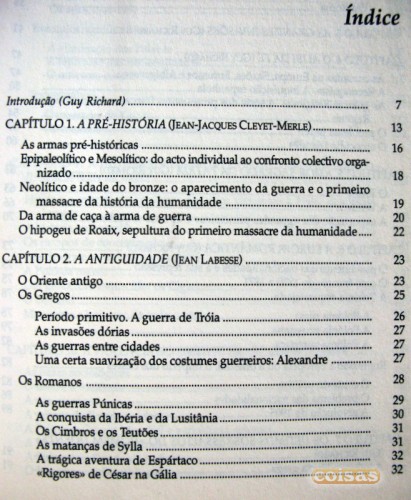 Índice
Introdução (Guy Richard) 7
CAPÍTULO 1. A PRÉ-HISTÓRIA (JEAN-JACQUES CLEYET-MERLE) 13
As armas pré-históricas 16
Epipaleolítico e Mesolítico: do acto individual ao confronto colectivo orga-
nizado 18
Neolítico e idade do bronze: o aparecimento da guerra e o primeiro
massacre da história da humanidade 19
Da arma de caça à arma de guerra 20
O hipogeu de Roaix, sepultura do primeiro massacre da humanidade 22
CAPÍTULO 2. A ANTIGUIDADE (JEAN LABESSE) 23
O Oriente antigo 23
Os Gregos 25
Período primitivo. A guerra de Tróia 26
As invasões dórias 27
As guerras entre cidades 27
Uma certa suavização dos costumes guerreiros: Alexandre 27
Os Romanos 28
As guerras Púnicas 29
A conquista da Ibéria e da Lusitânia 30
Os Cimbros e os Teutões 31
As matanças de Sylla 31
A trágica aventura de Espártaco 32
«Rigores» de César na Gália 32
coisas